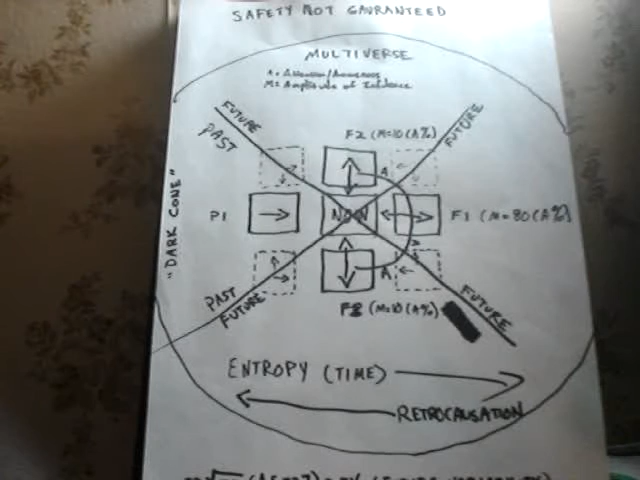 SAFETY NOT GAURANTEED
MULTIVERSE
A = Attention/Awareness
M = Amplitude of Incidence
FUTURE
PAST
F2 (M=10(A%)
FUTURE
A
"DARK CONE"
P1
NOW
F1 (M=80(A%)
A
PAST
FUTURE
F3 (M=10(A%)
FUTURE
ENTROPY (TIME)
RETROCAUSATION